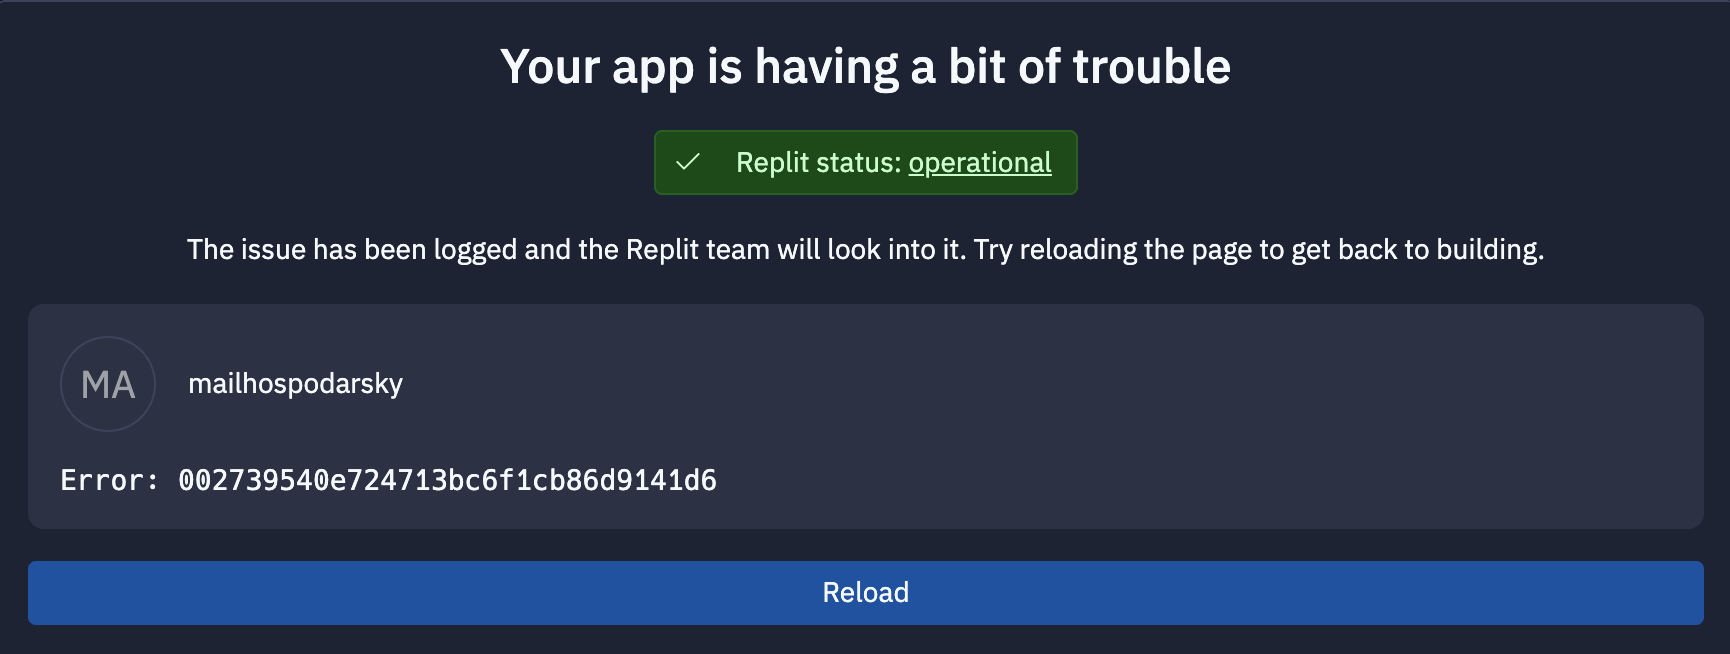 Your app is having a bit of trouble
Replit status: operational
The issue has been logged and the Replit team will look into it. Try reloading the page to get back to building.
MA
mailhospodarsky
Error: 002739540e724713bc6f1cb86d9141d6
Reload